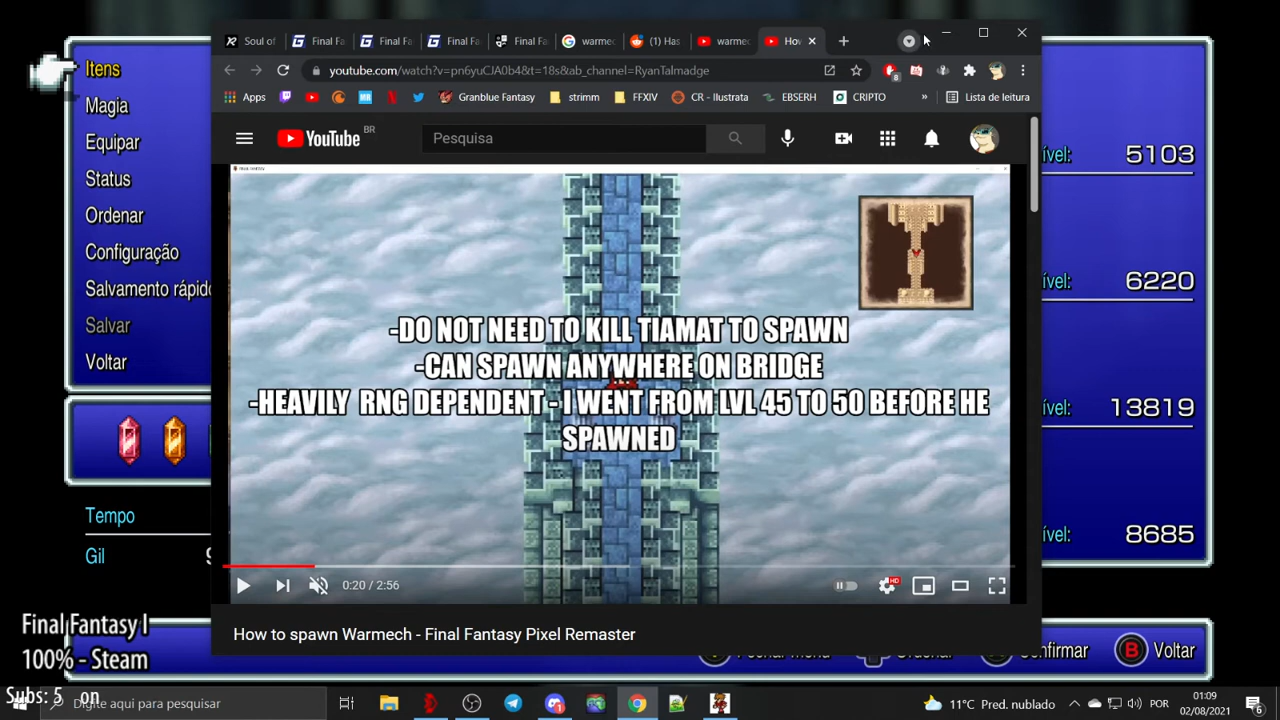 Itens
Magia
Equipar
Status
Ordenar
Configuração
Salvamento rápido
Salvar
Voltar
Tempo
Gil 9
Final Fantasy I
100% - Steam
Subs: 5 on
Soul of
Final Fa
Final Fa
Final Fa
Final Fa
warmec
(1) Has
warmec
How
youtube.com/watch?v=pn6yuCJA0b4&t=18s&ab_channel=RyanTalmadge
8
Apps
Granblue Fantasy
strimm
FFXIV
CR - Ilustrata
EBSERH
CRIPTO
»
Lista de leitura
YouTube BR
Pesquisa
-DO NOT NEED TO KILL TIAMAT TO SPAWN
-CAN SPAWN ANYWHERE ON BRIDGE
-HEAVILY RNG DEPENDENT - I WENT FROM LVL 45 TO 50 BEFORE HE
SPAWNED
0:20 / 2:56
HD
How to spawn Warmech - Final Fantasy Pixel Remaster
ível: 5103
ível: 6220
ível: 13819
ível: 8685
Confirmar
B Voltar
Digite aqui para pesquisar
11°C Pred. nublado
POR
01:09
02/08/2021
6